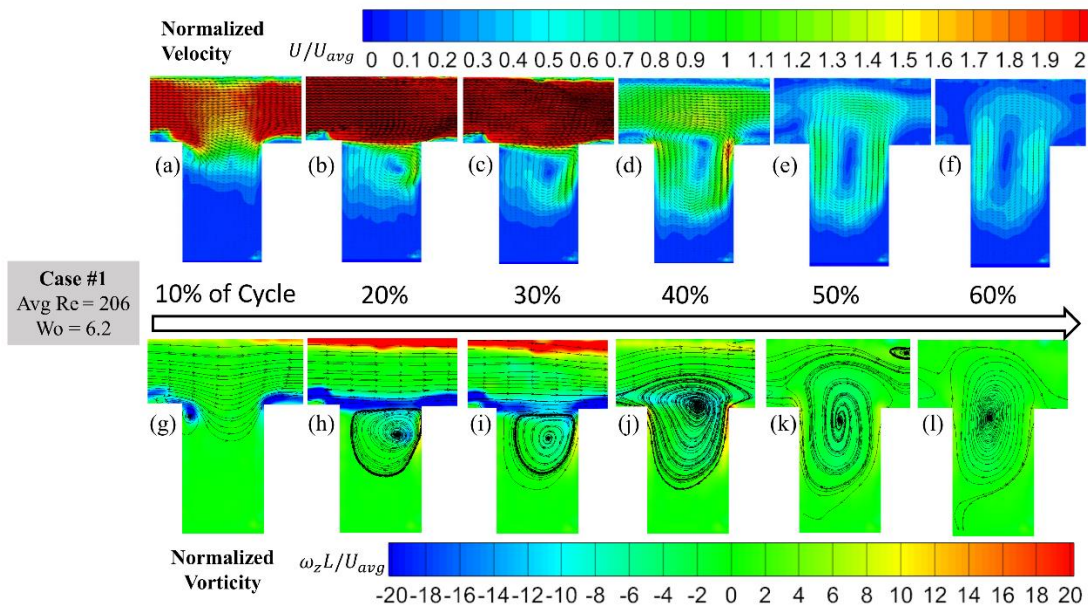 Normalized
Velocity
U/U_avg
0 0.1 0.2 0.3 0.4 0.5 0.6 0.7 0.8 0.9 1 1.1 1.2 1.3 1.4 1.5 1.6 1.7 1.8 1.9 2
(a) (b) (c) (d) (e) (f)
Case #1
Avg Re = 206
Wo = 6.2
10% of Cycle 20% 30% 40% 50% 60%
(g) (h) (i) (j) (k) (l)
Normalized
Vorticity
ω_z L/U_avg
-20 -18 -16 -14 -12 -10 -8 -6 -4 -2 0 2 4 6 8 10 12 14 16 18 20